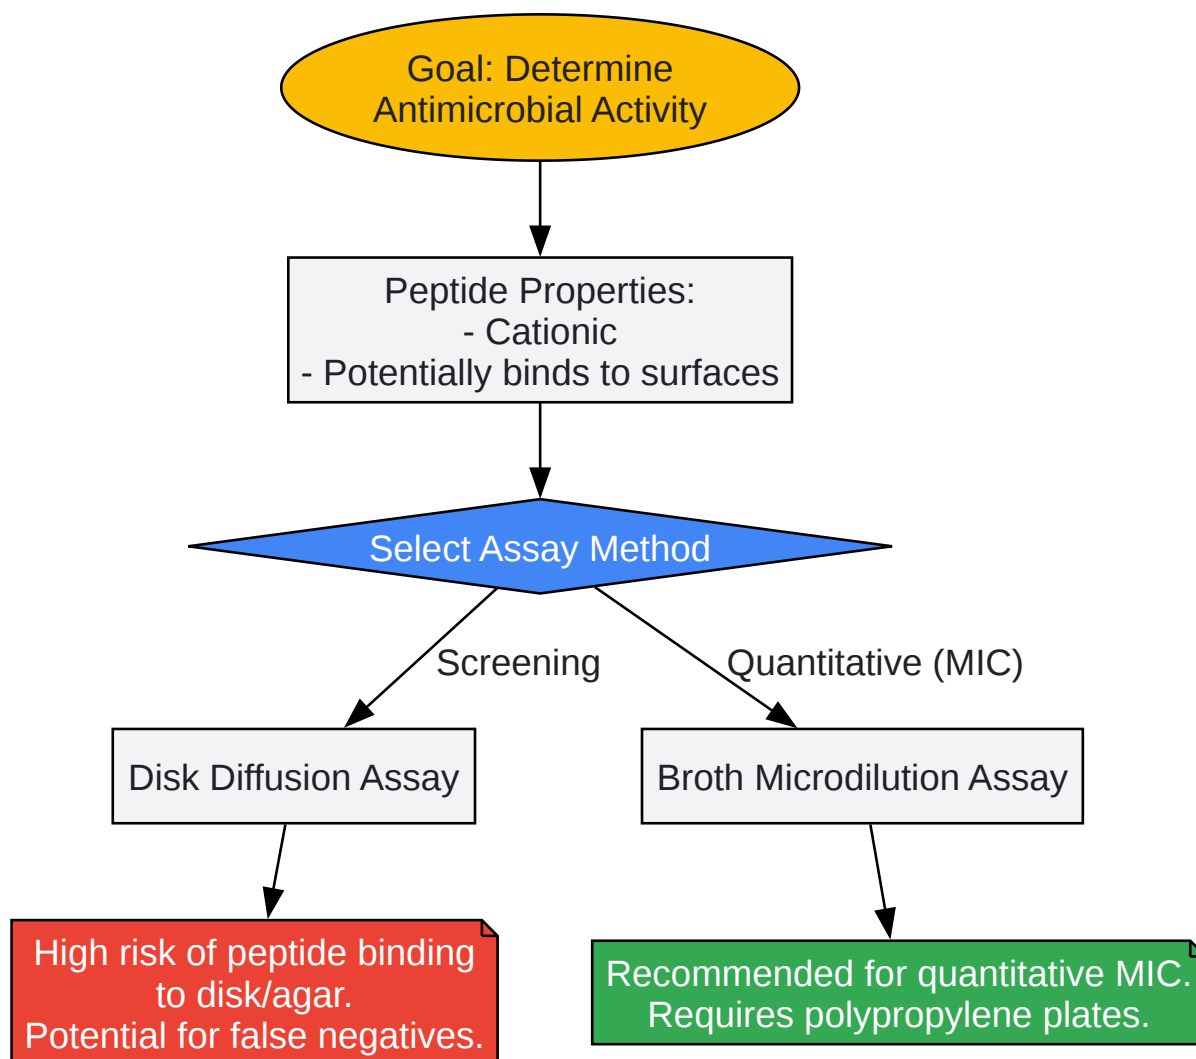 Goal: Determine
Antimicrobial Activity
Peptide Properties:
- Cationic
- Potentially binds to surfaces
Select Assay Method
Screening
Quantitative (MIC)
Disk Diffusion Assay
Broth Microdilution Assay
High risk of peptide binding
to disk/agar.
Potential for false negatives.
Recommended for quantitative MIC.
Requires polypropylene plates.